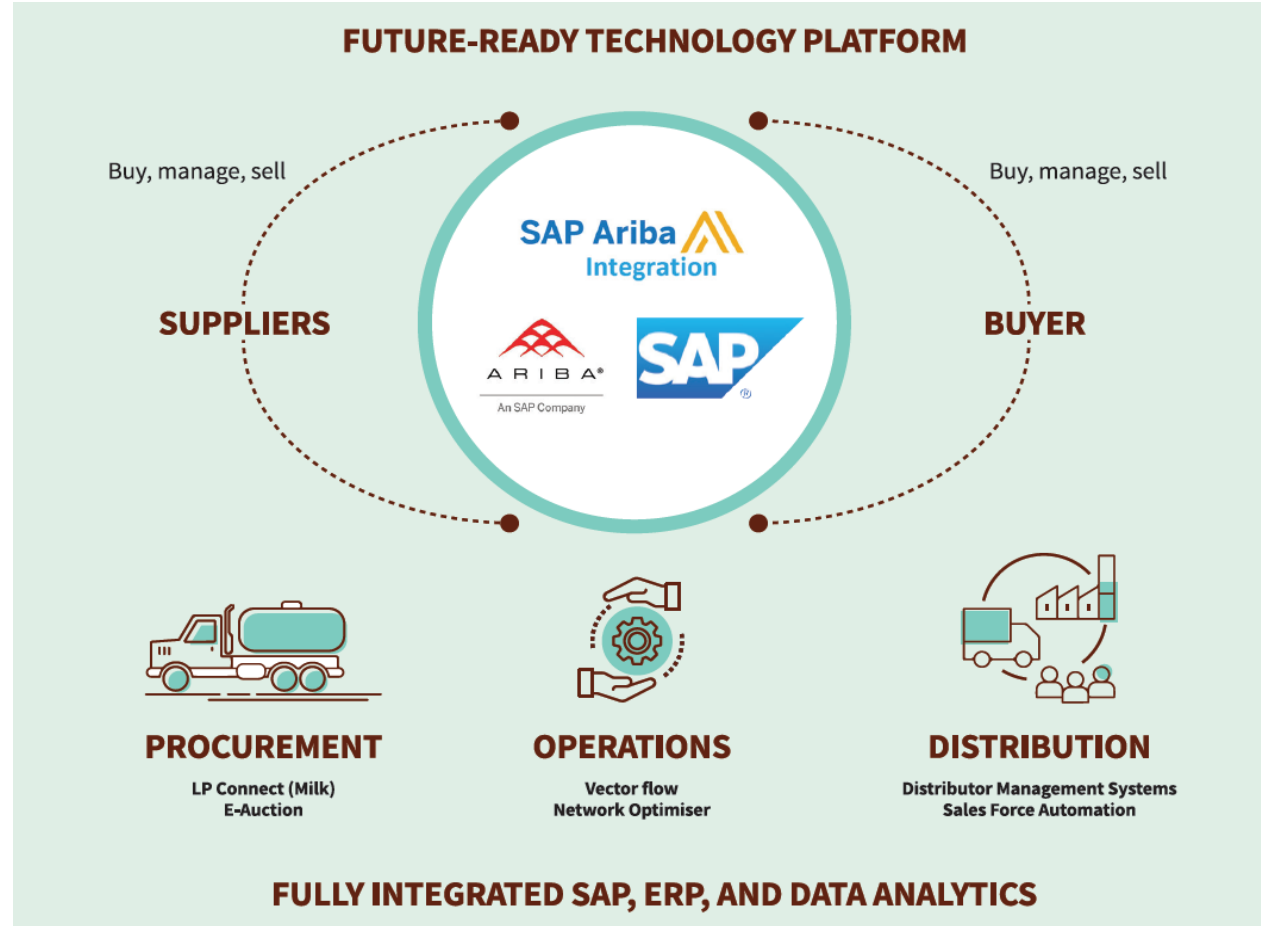 FUTURE-READY TECHNOLOGY PLATFORM
Buy, manage, sell
Buy, manage, sell
SAP Ariba
Integration
SUPPLIERS
BUYER
ARIBA®
An SAP Company
SAP®
PROCUREMENT
LP Connect (Milk)
E-Auction
OPERATIONS
Vector flow
Network Optimiser
DISTRIBUTION
Distributor Management Systems
Sales Force Automation
FULLY INTEGRATED SAP, ERP, AND DATA ANALYTICS